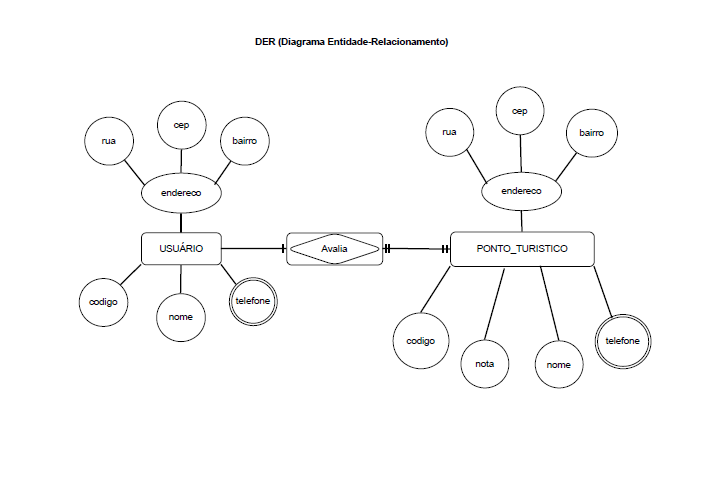 DER (Diagrama Entidade-Relacionamento)
cep
rua
bairro
endereco
cep
rua
bairro
endereco
USUÁRIO
Avalia
PONTO_TURISTICO
codigo
nome
telefone
codigo
nota
nome
telefone